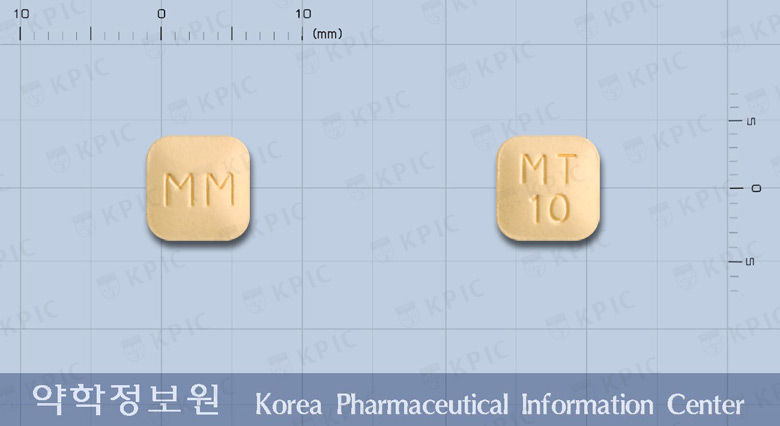 10 0 10
(mm)
MM
MT
10
5
0
5
KPIC
약학정보원 Korea Pharmaceutical Information Center